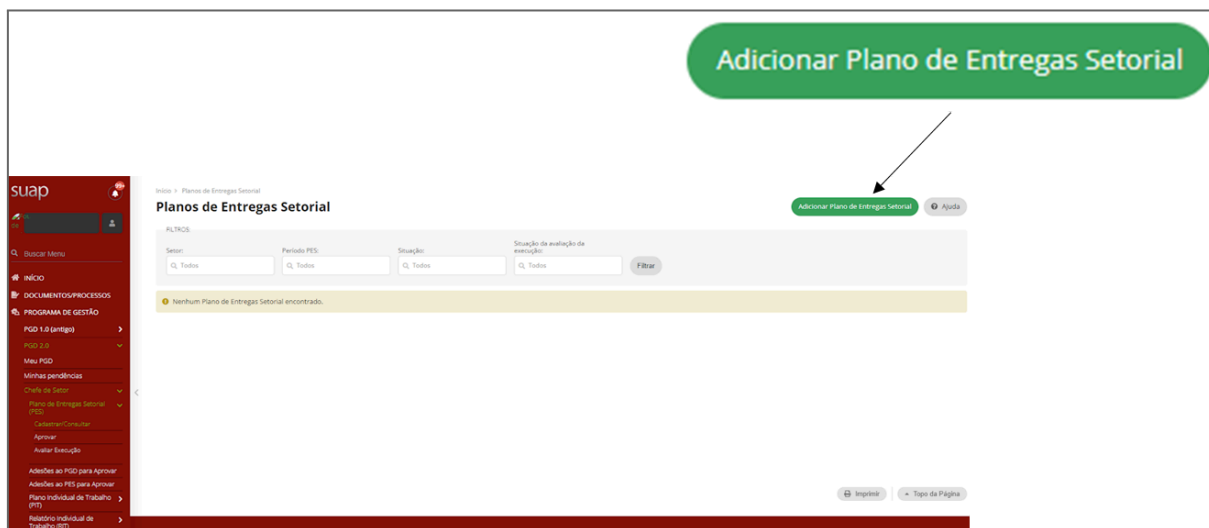 Adicionar Plano de Entregas Setorial
suap
99+
Buscar Menu
INÍCIO
DOCUMENTOS/PROCESSOS
PROGRAMA DE GESTÃO
PGD 1.0 (antigo)
PGD 2.0
Meu PGD
Minhas pendências
Chefe de Setor
Plano de Entregas Setorial
(PES)
Cadastrar/Consultar
Aprovar
Avaliar Execução
Adesões ao PGD para Aprovar
Adesões ao PES para Aprovar
Plano Individual de Trabalho
(PIT)
Relatório Individual de
Trabalho (RIT)
Início > Planos de Entregas Setorial
Planos de Entregas Setorial
Adicionar Plano de Entregas Setorial
Ajuda
FILTROS:
Setor:
Todos
Período PES:
Todos
Situação:
Todos
Situação da avaliação da
execução:
Todos
Filtrar
Nenhum Plano de Entregas Setorial encontrado.
Imprimir
Topo da Página